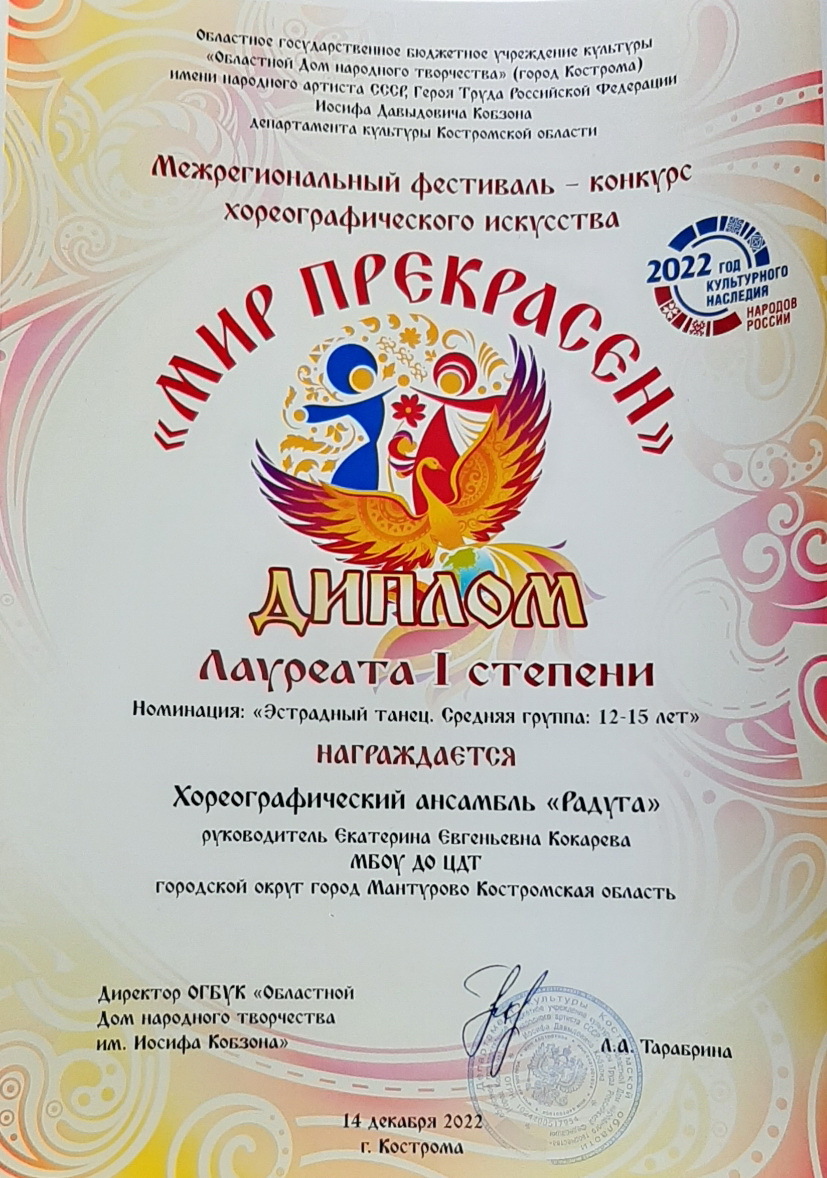 Областное государственное бюджетное учреждение культуры
«Областной Дом народного творчества» (город Кострома)
имени народного артиста СССР, Героя Труда Российской Федерации
Иосифа Давыдовича Кобзона
департамента культуры Костромской области
Межрегиональный фестиваль – конкурс
хореографического искусства
«МИР ПРЕКРАСЕН»
2022 ГОД
КУЛЬТУРНОГО
НАСЛЕДИЯ
НАРОДОВ
РОССИИ
ДИПЛОМ
Лауреата I степени
Номинация: «Эстрадный танец. Средняя группа: 12-15 лет»
НАГРАЖДАЕТСЯ
Хореографический ансамбль «Радуга»
руководитель Екатерина Евгеньевна Кокарева
МБОУ ДО ЦДТ
городской округ город Мантурово Костромская область
Директор ОГБУК «Областной
Дом народного творчества
им. Иосифа Кобзона»
Л.А. Тарабрина
14 декабря 2022
г. Кострома